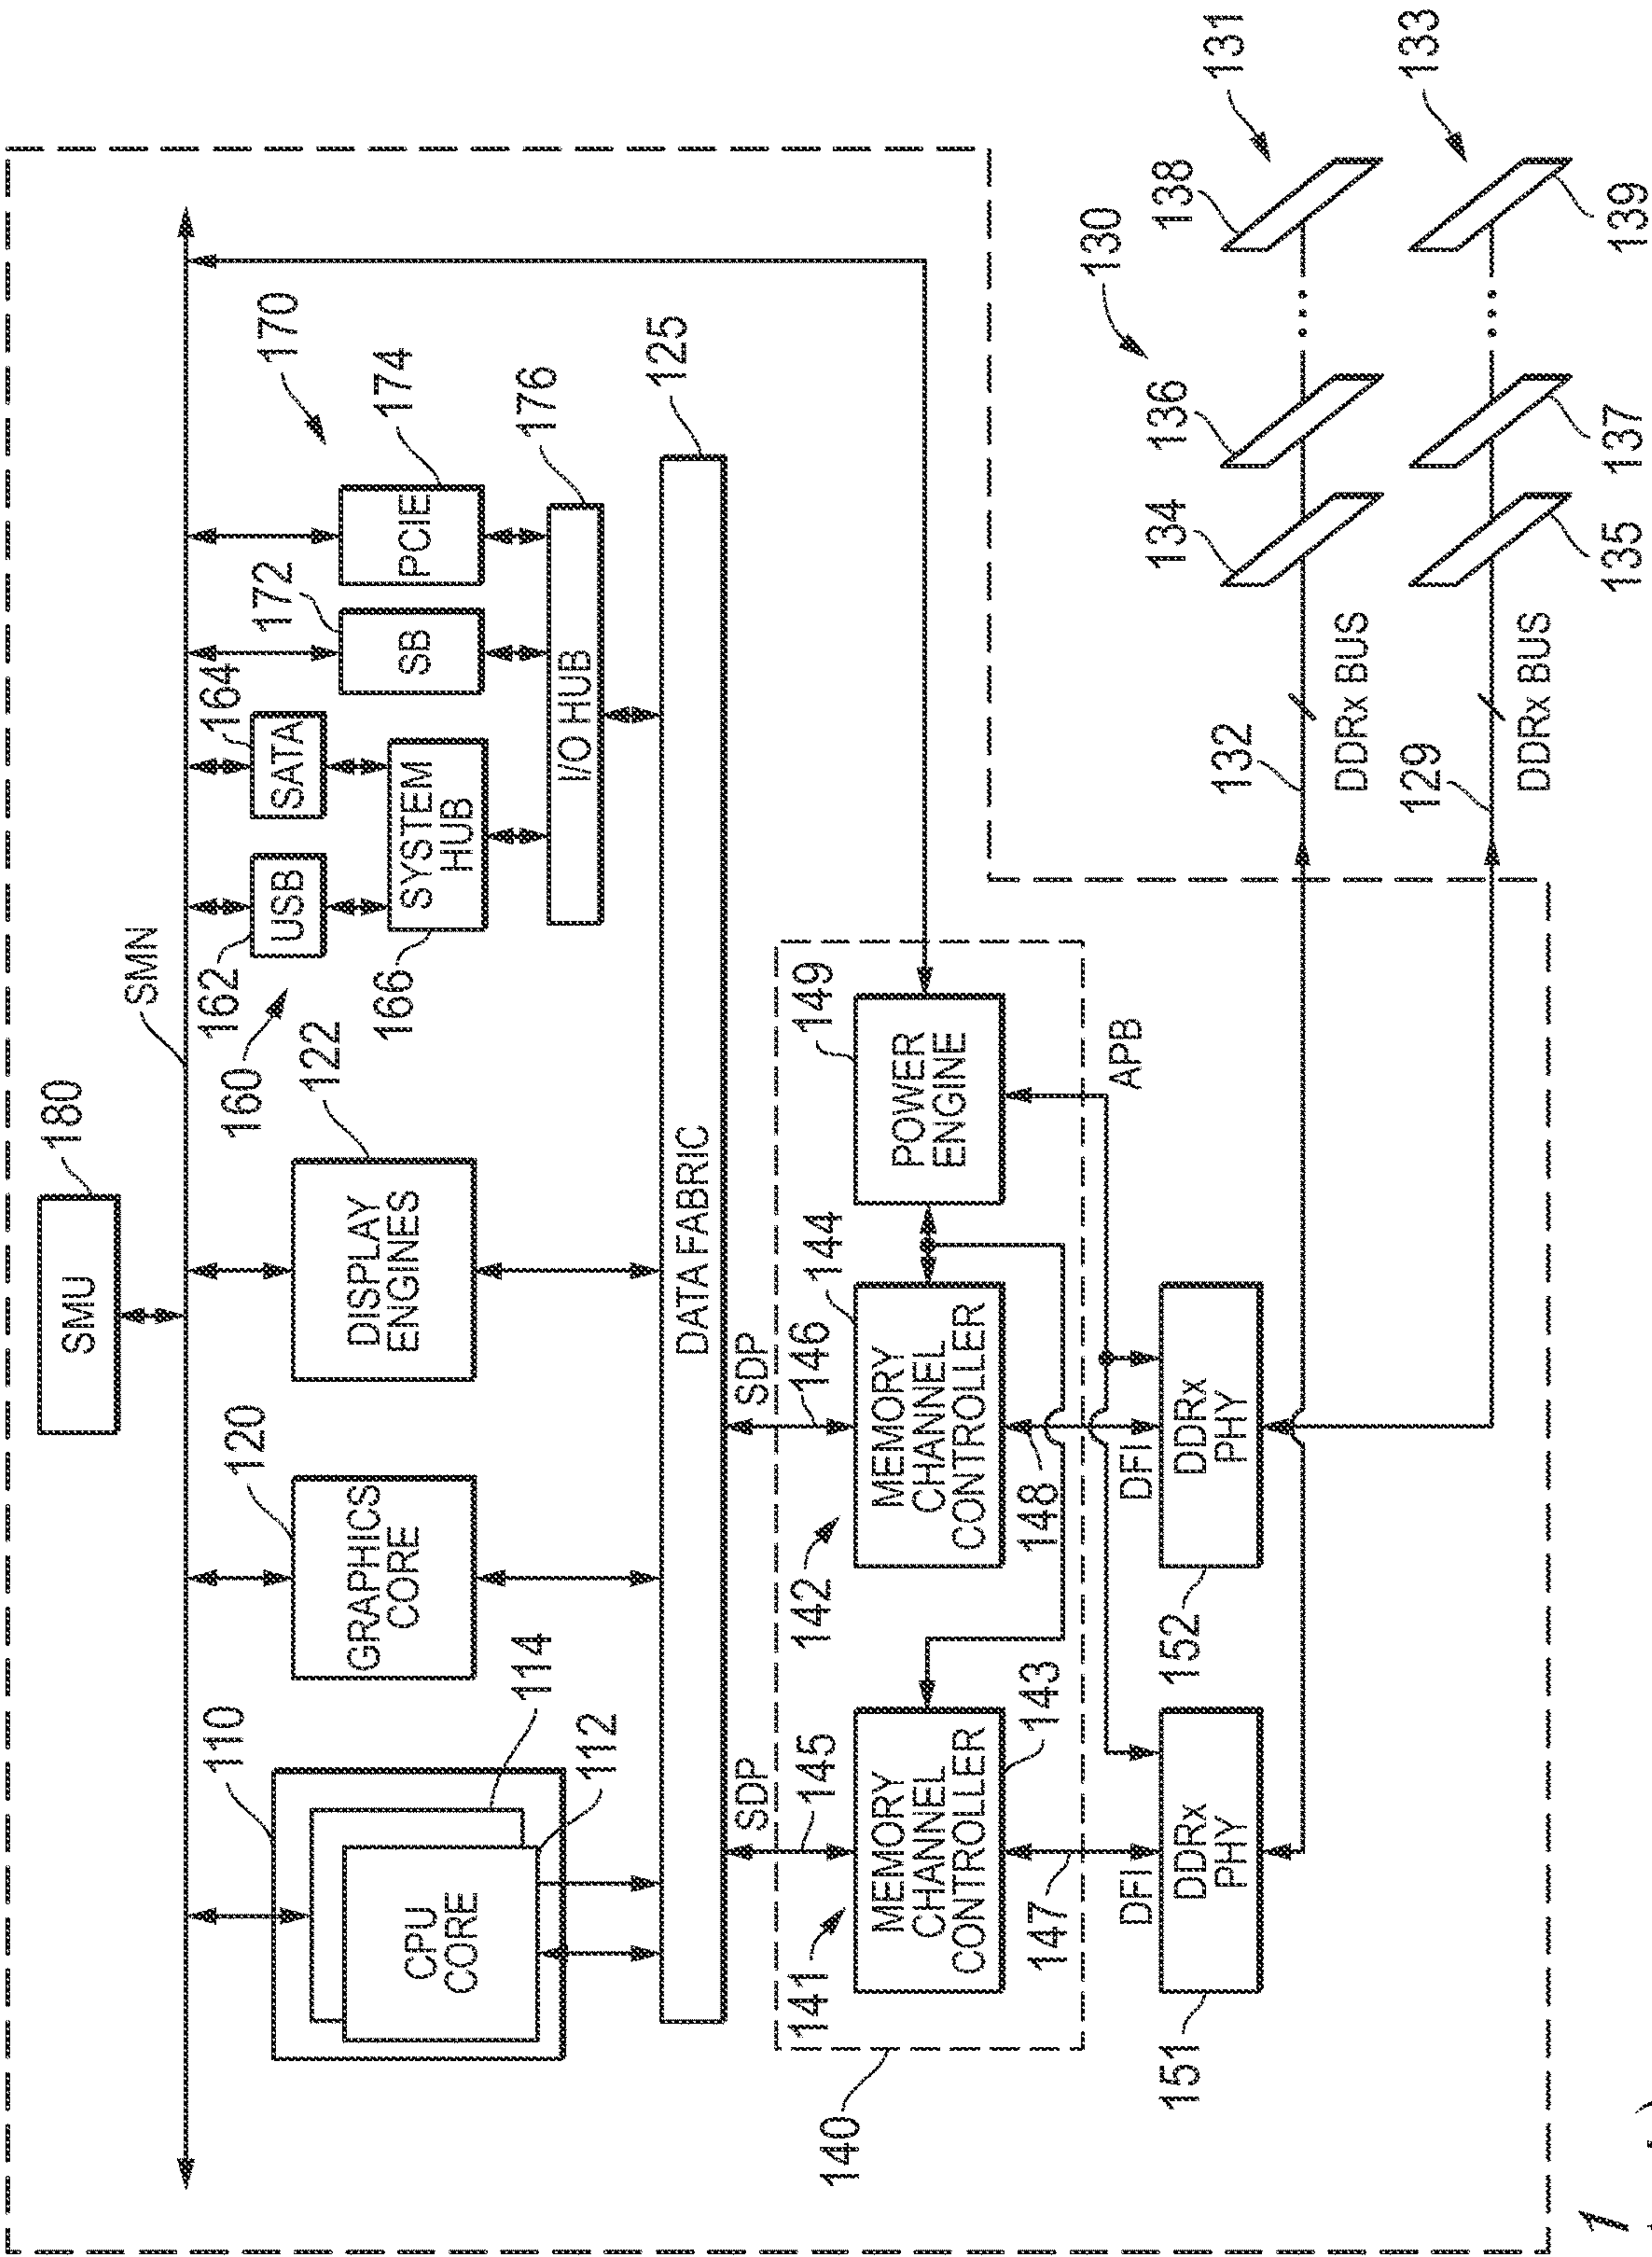 180
SMU
SMN
110
114
112
CPU
CORE
120
GRAPHICS
CORE
122
DISPLAY
ENGINES
160
162
USB
164
SATA
166
SYSTEM
HUB
170
172
SB
174
PCIE
176
I/O HUB
125
DATA FABRIC
SDP
145
SDP
146
140
141
MEMORY
CHANNEL
CONTROLLER
143
142
MEMORY
CHANNEL
CONTROLLER
144
149
POWER
ENGINE
147
148
DFI
DFI
APB
151
DDRx
PHY
152
DDRx
PHY
130
131
132
DDRx BUS
134
136
138
133
129
DDRx BUS
135
137
139
1